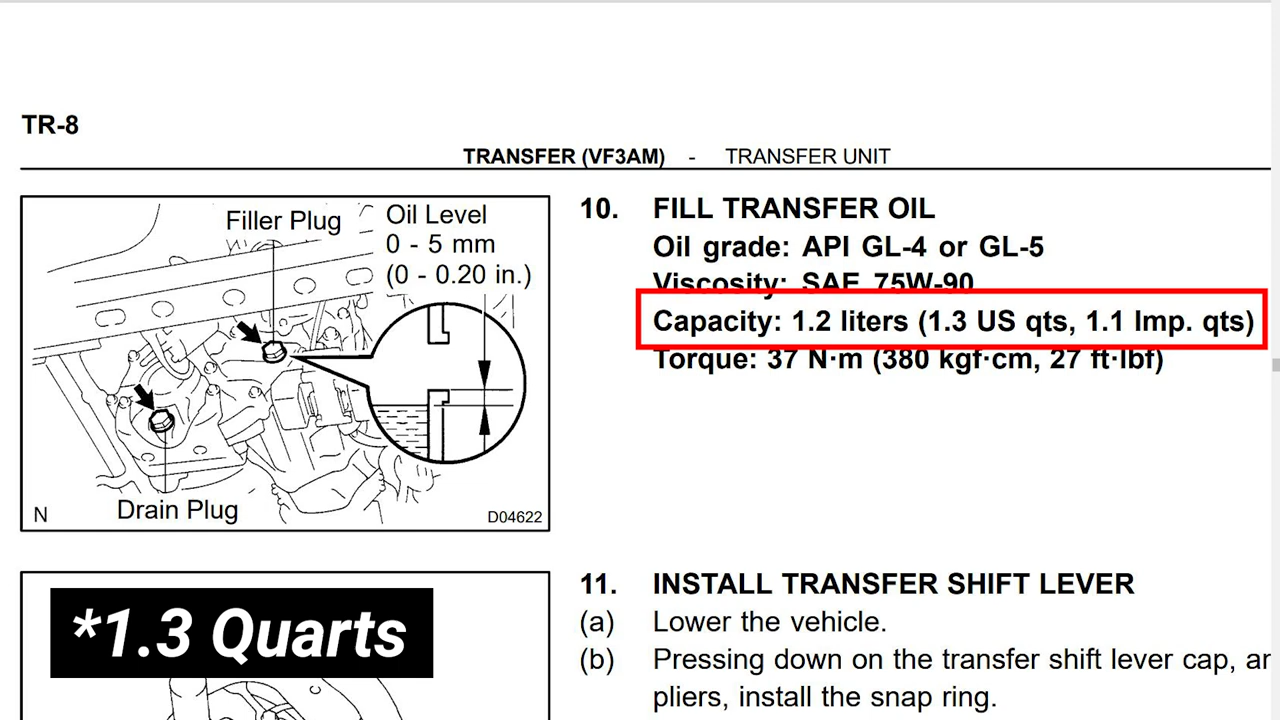 TR-8
TRANSFER (VF3AM) - TRANSFER UNIT
Filler Plug
Oil Level
0 - 5 mm
(0 - 0.20 in.)
Drain Plug
N
D04622
10. FILL TRANSFER OIL
Oil grade: API GL-4 or GL-5
Viscosity: SAE 75W-90
Capacity: 1.2 liters (1.3 US qts, 1.1 Imp. qts)
Torque: 37 N·m (380 kgf·cm, 27 ft·lbf)
*1.3 Quarts
11. INSTALL TRANSFER SHIFT LEVER
(a) Lower the vehicle.
(b) Pressing down on the transfer shift lever cap,
pliers, install the snap ring.